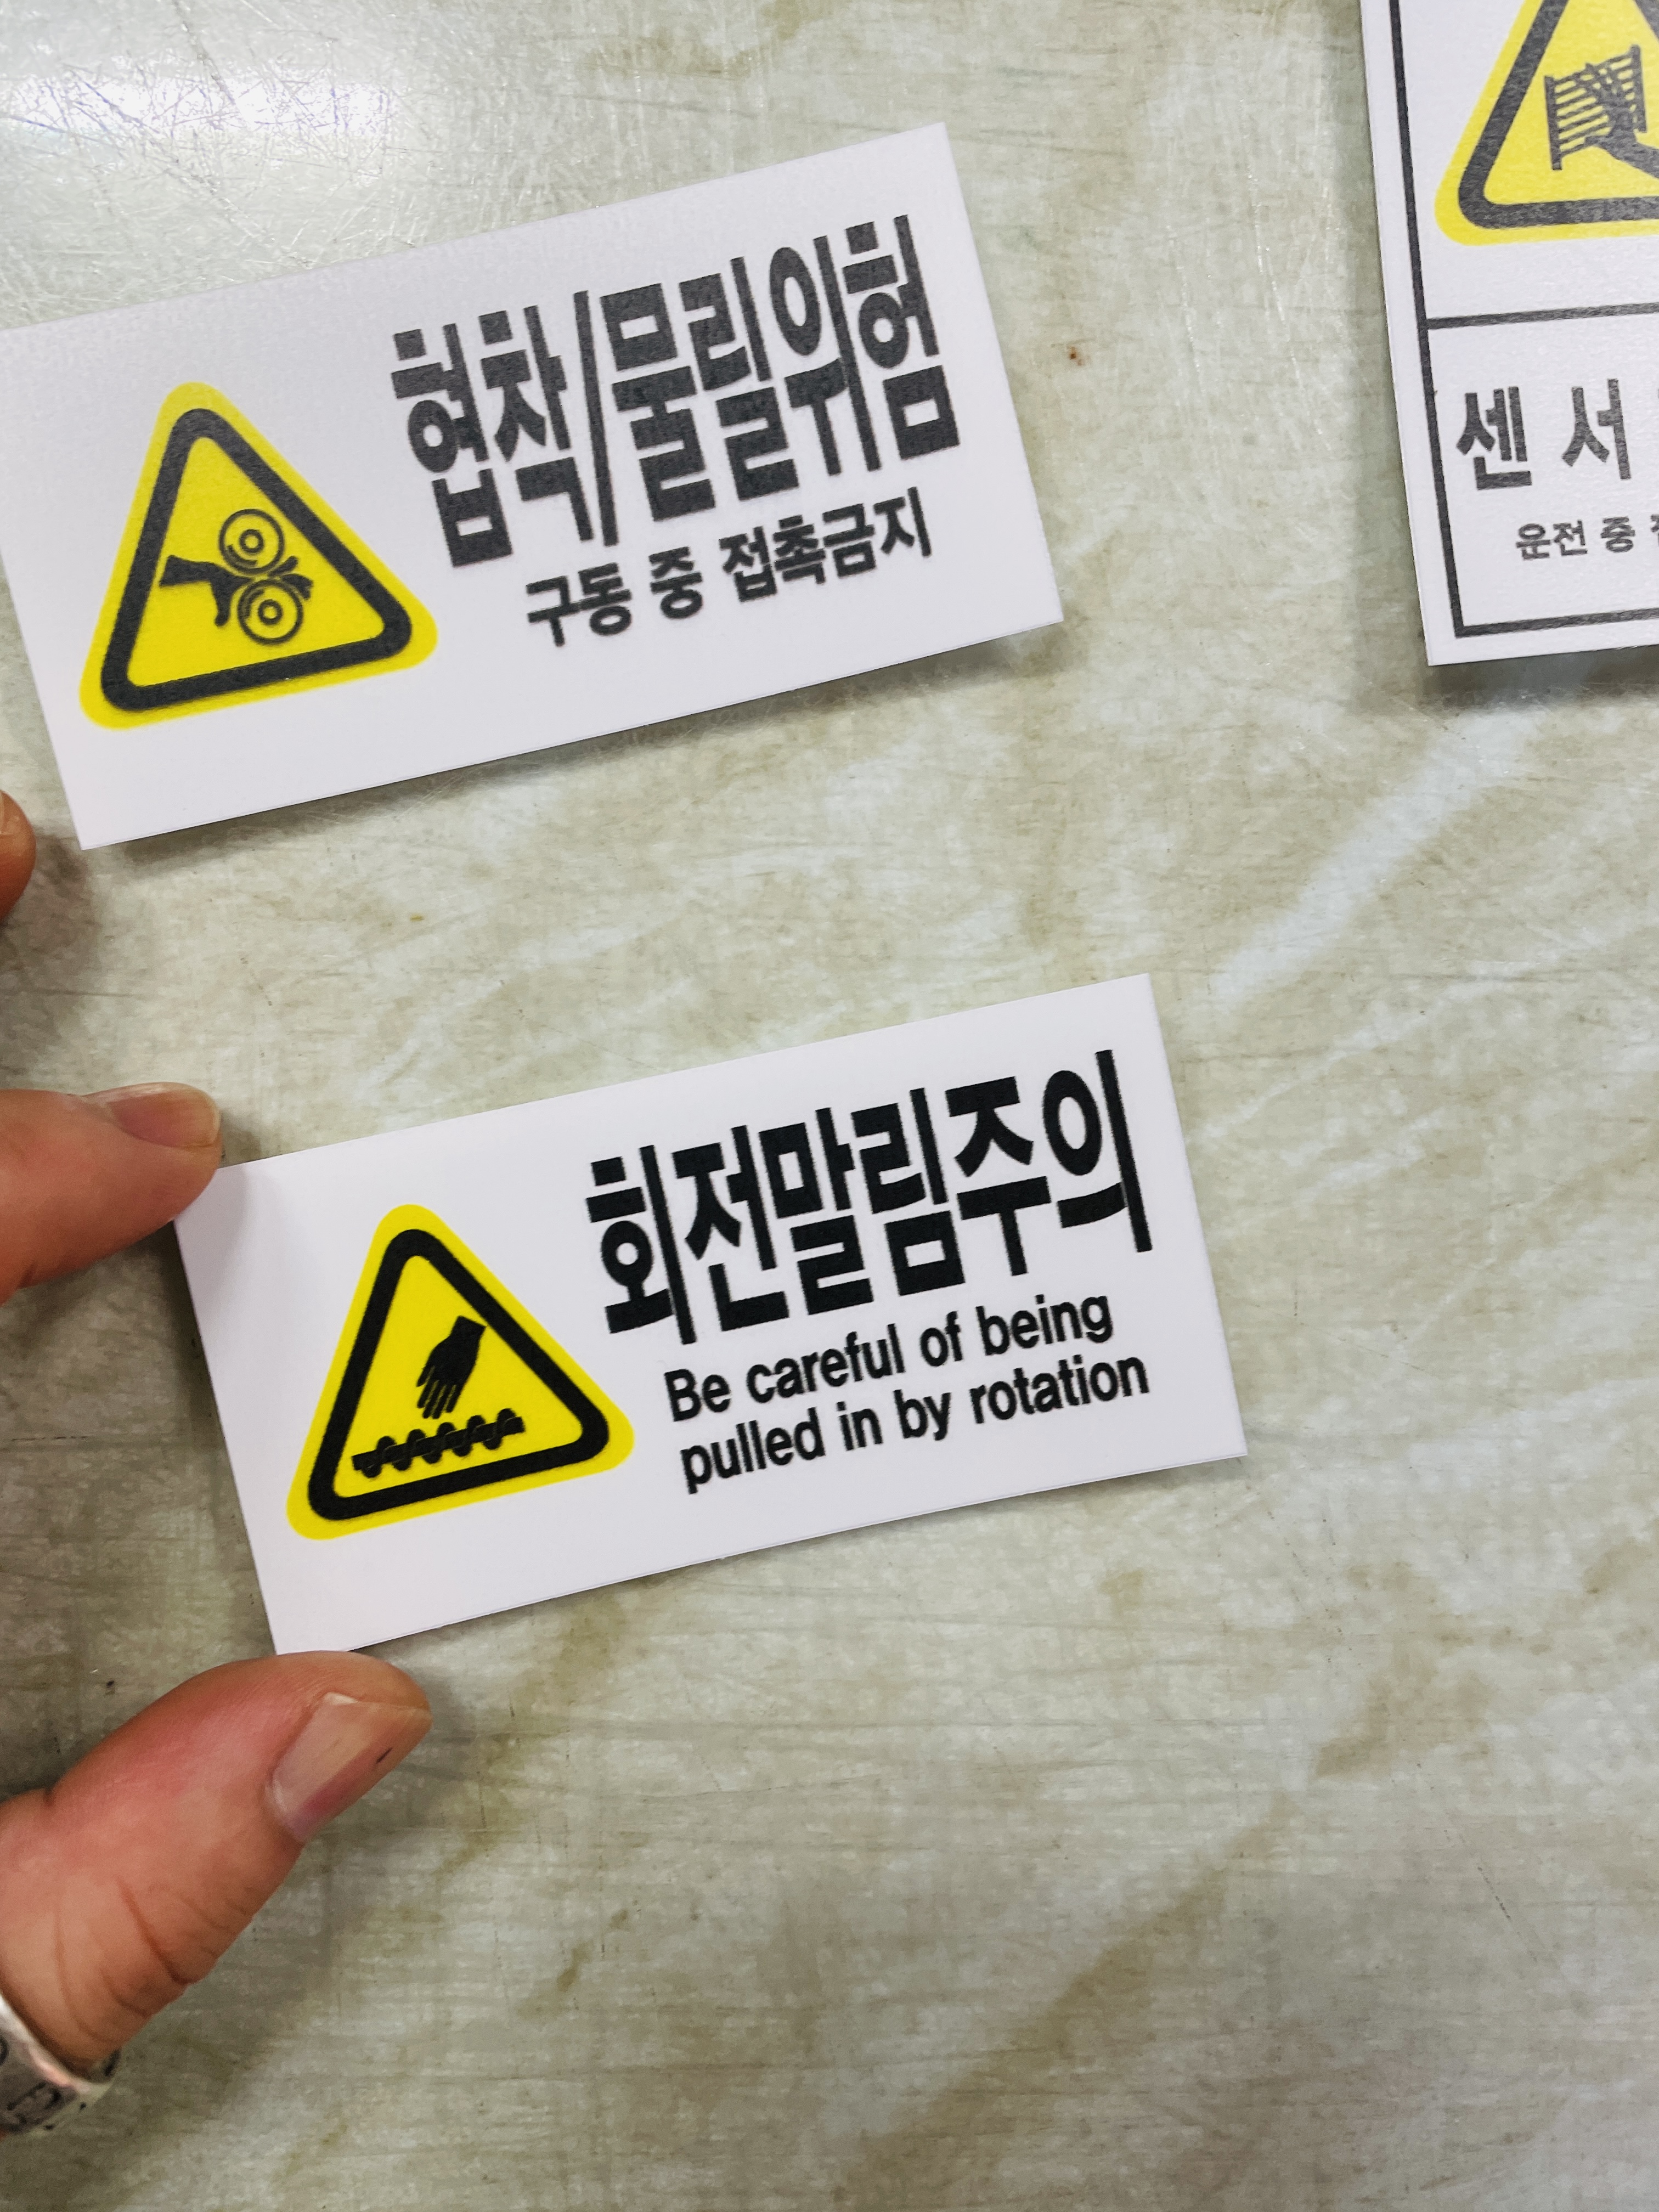 협착/물림위험
구동 중 접촉금지
센서
운전 중
회전말림주의
Be careful of being
pulled in by rotation